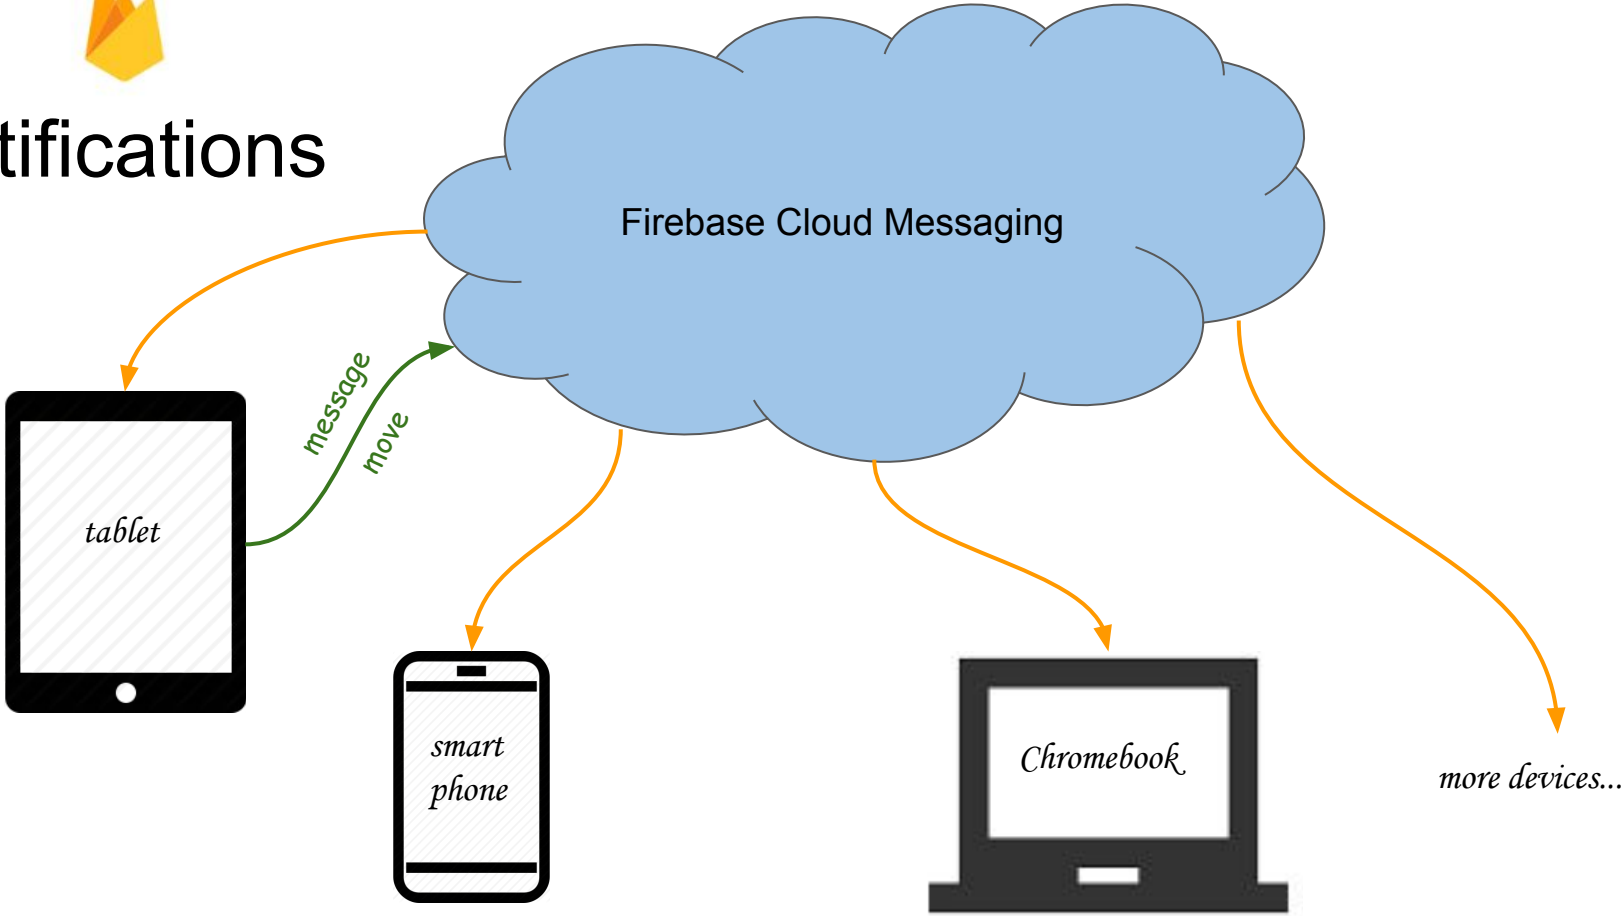 tifications
Firebase Cloud Messaging
message
move
tablet
smart
phone
Chromebook
more devices...